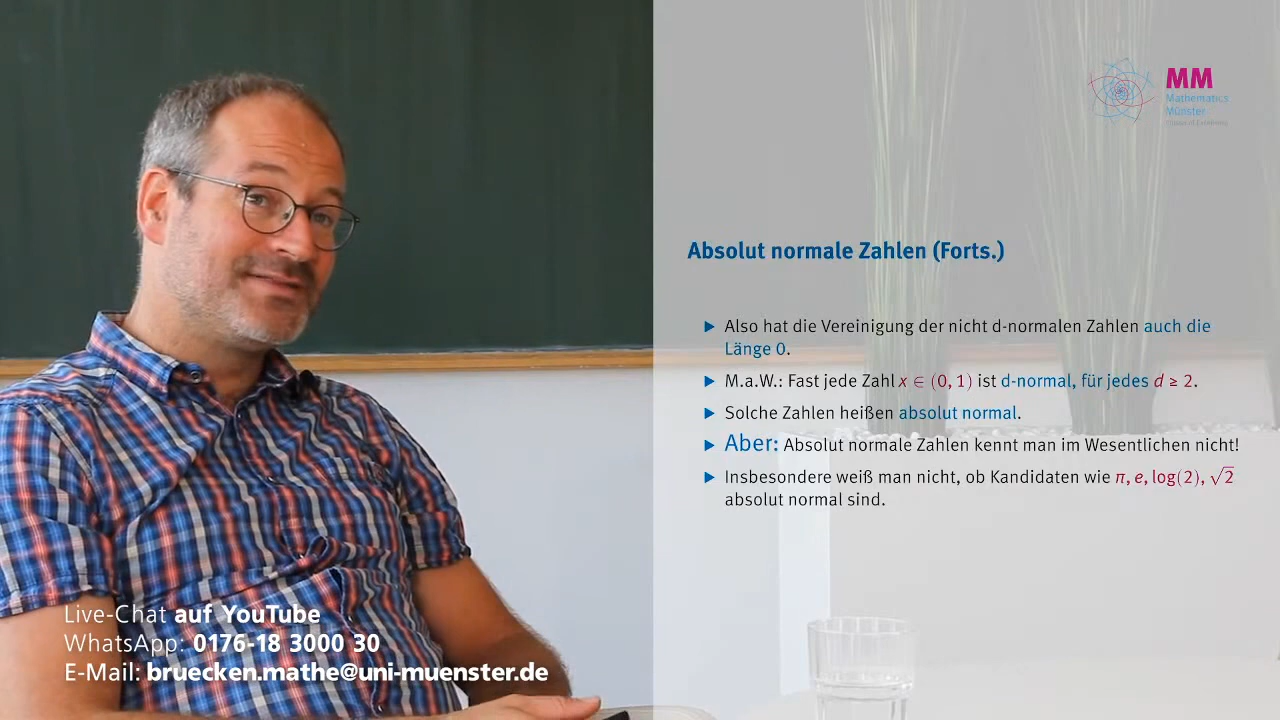 MM
Mathematics
Münster
Absolut normale Zahlen (Forts.)
Also hat die Vereinigung der nicht d-normalen Zahlen auch die
Länge 0.
M.a.W.: Fast jede Zahl x ∈ (0, 1) ist d-normal, für jedes d ≥ 2.
Solche Zahlen heißen absolut normal.
Aber: Absolut normale Zahlen kennt man im Wesentlichen nicht!
Insbesondere weiß man nicht, ob Kandidaten wie π, e, log(2), √2
absolut normal sind.
Live-Chat auf YouTube
WhatsApp: 0176-18 3000 30
E-Mail: bruecken.mathe@uni-muenster.de